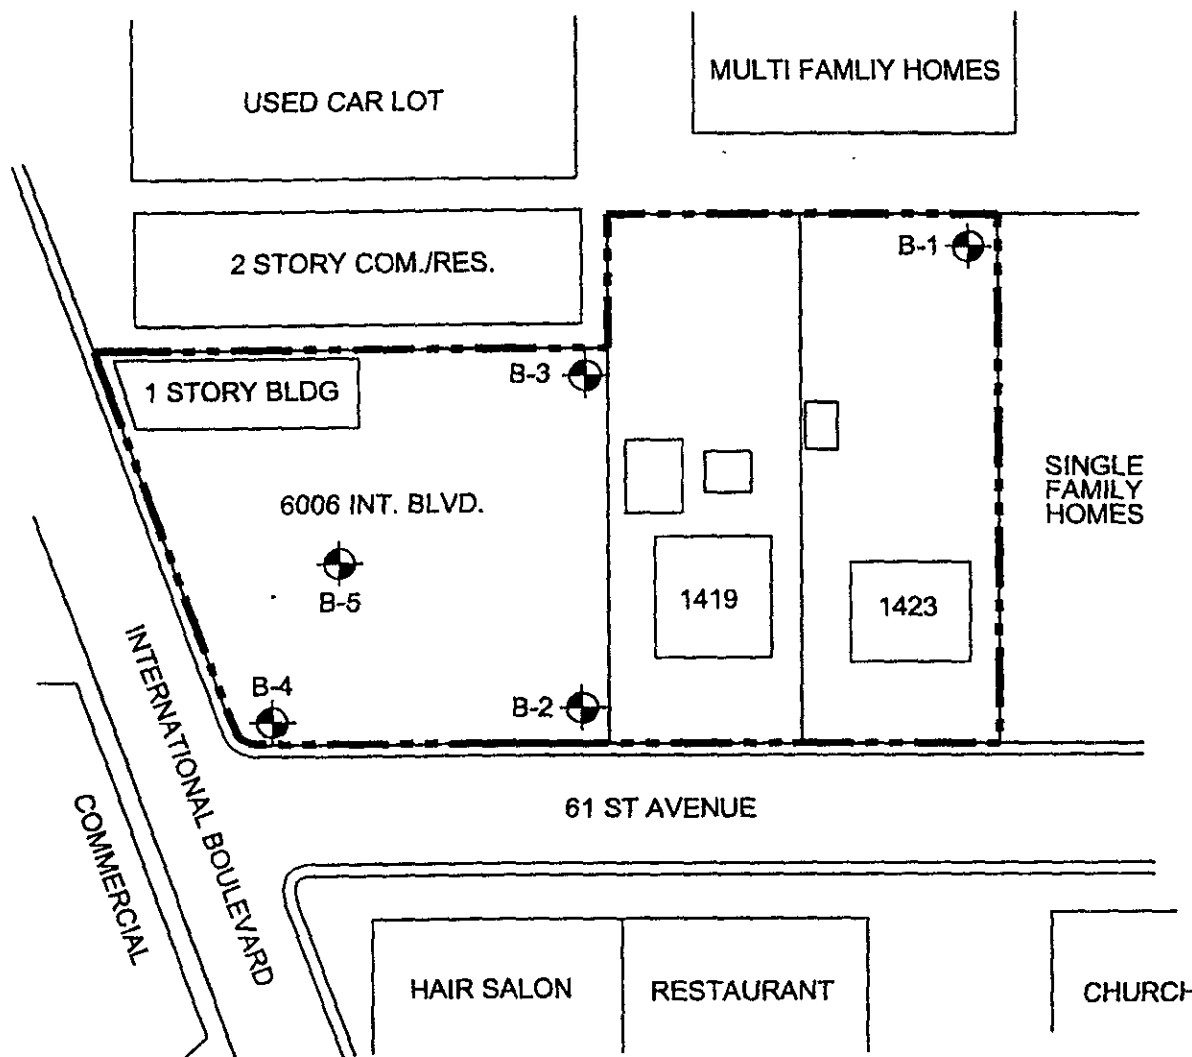 MULTI FAMLIY HOMES
USED CAR LOT
B-1
2 STORY COM./RES.
B-3
1 STORY BLDG
SINGLE
FAMILY
HOMES
6006 INT. BLVD.
B-5
1419
1423
B-4
B-2
INTERNATIONAL BOULEVARD
COMMERCIAL
61 ST AVENUE
HAIR SALON
RESTAURANT
CHURCH